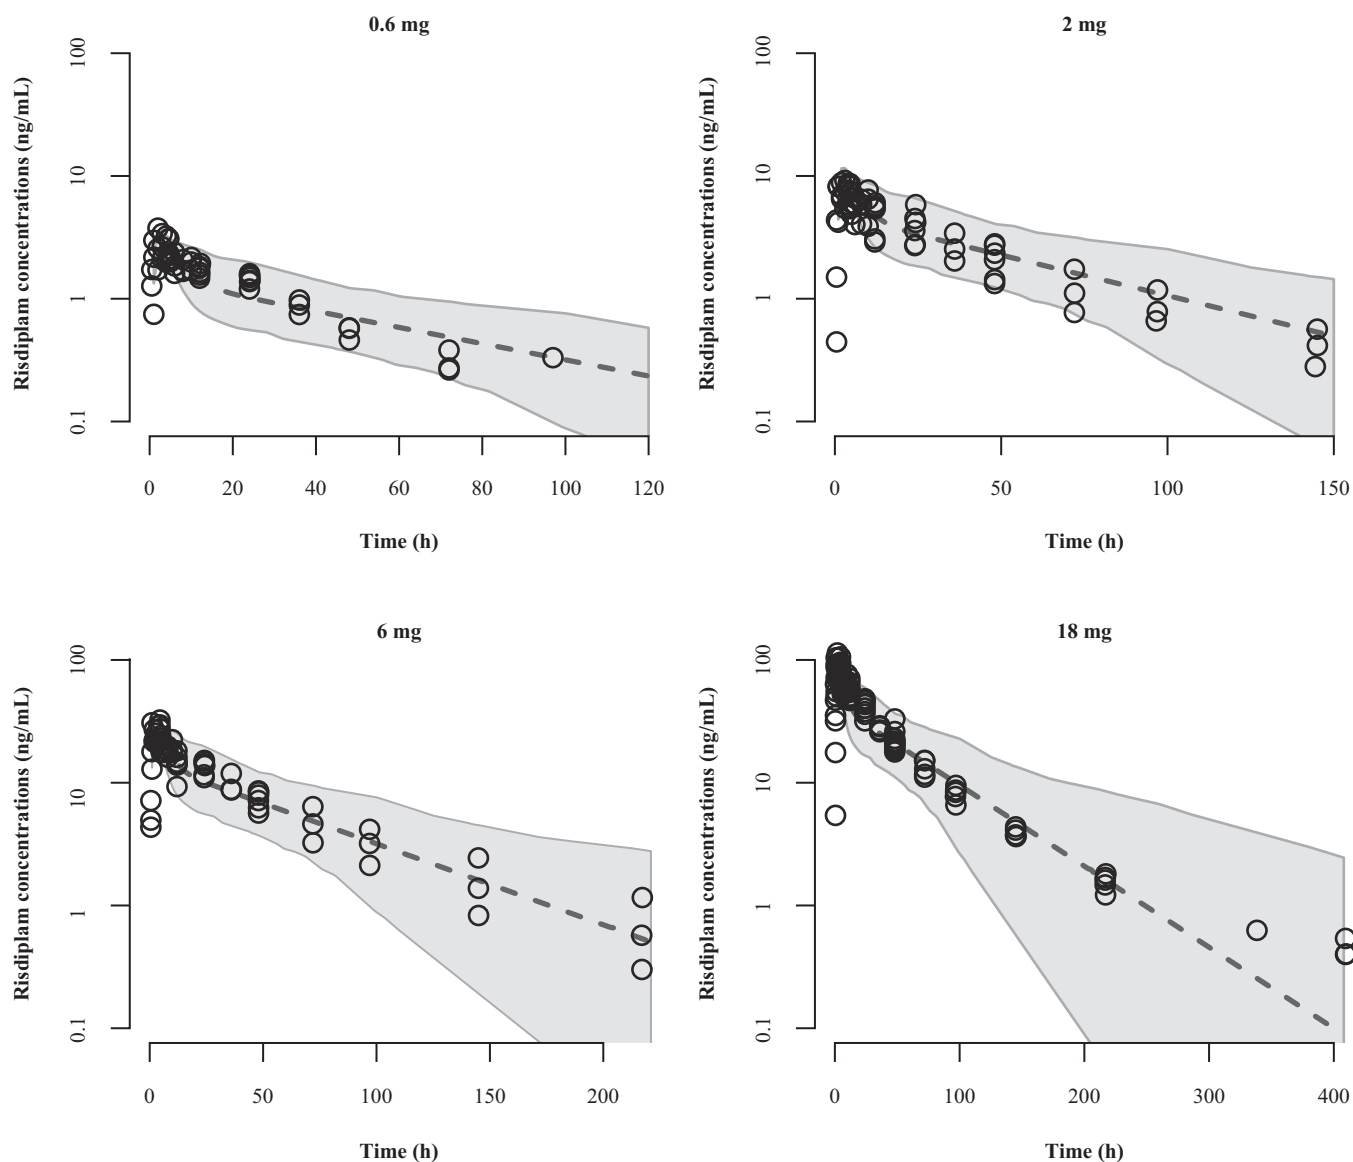 0.6 mg
Risdiplam concentrations (ng/mL)
100
10
1
0.1
0 20 40 60 80 100 120
Time (h)
2 mg
Risdiplam concentrations (ng/mL)
100
10
1
0.1
0 50 100 150
Time (h)
6 mg
Risdiplam concentrations (ng/mL)
100
10
1
0.1
0 50 100 150 200
Time (h)
18 mg
Risdiplam concentrations (ng/mL)
100
10
1
0.1
0 100 200 300 400
Time (h)